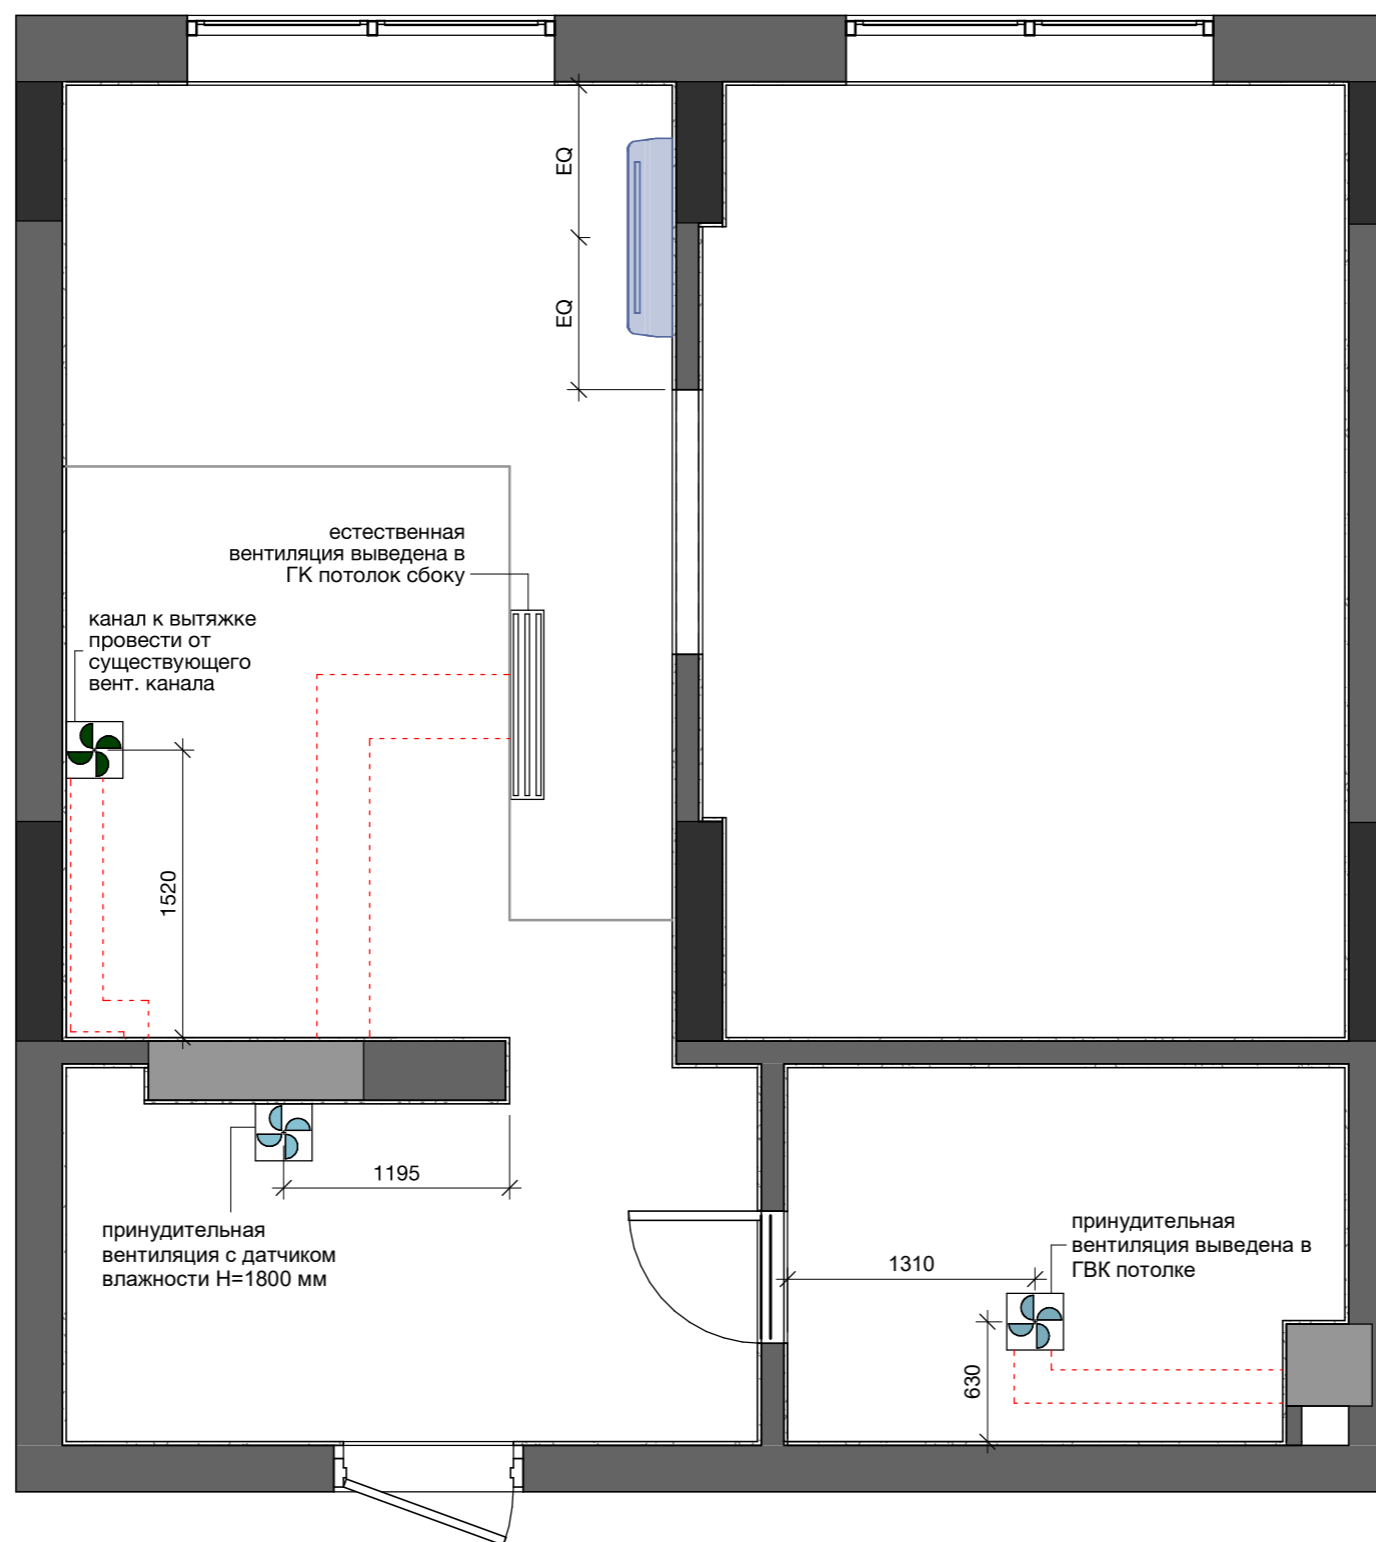 EQ
EQ
естественная
вентиляция выведена в
ГК потолок сбоку
канал к вытяжке
провести от
существующего
вент. канала
1520
1195
принудительная
вентиляция с датчиком
влажности H=1800 мм
принудительная
вентиляция выведена в
ГВК потолке
1310
630